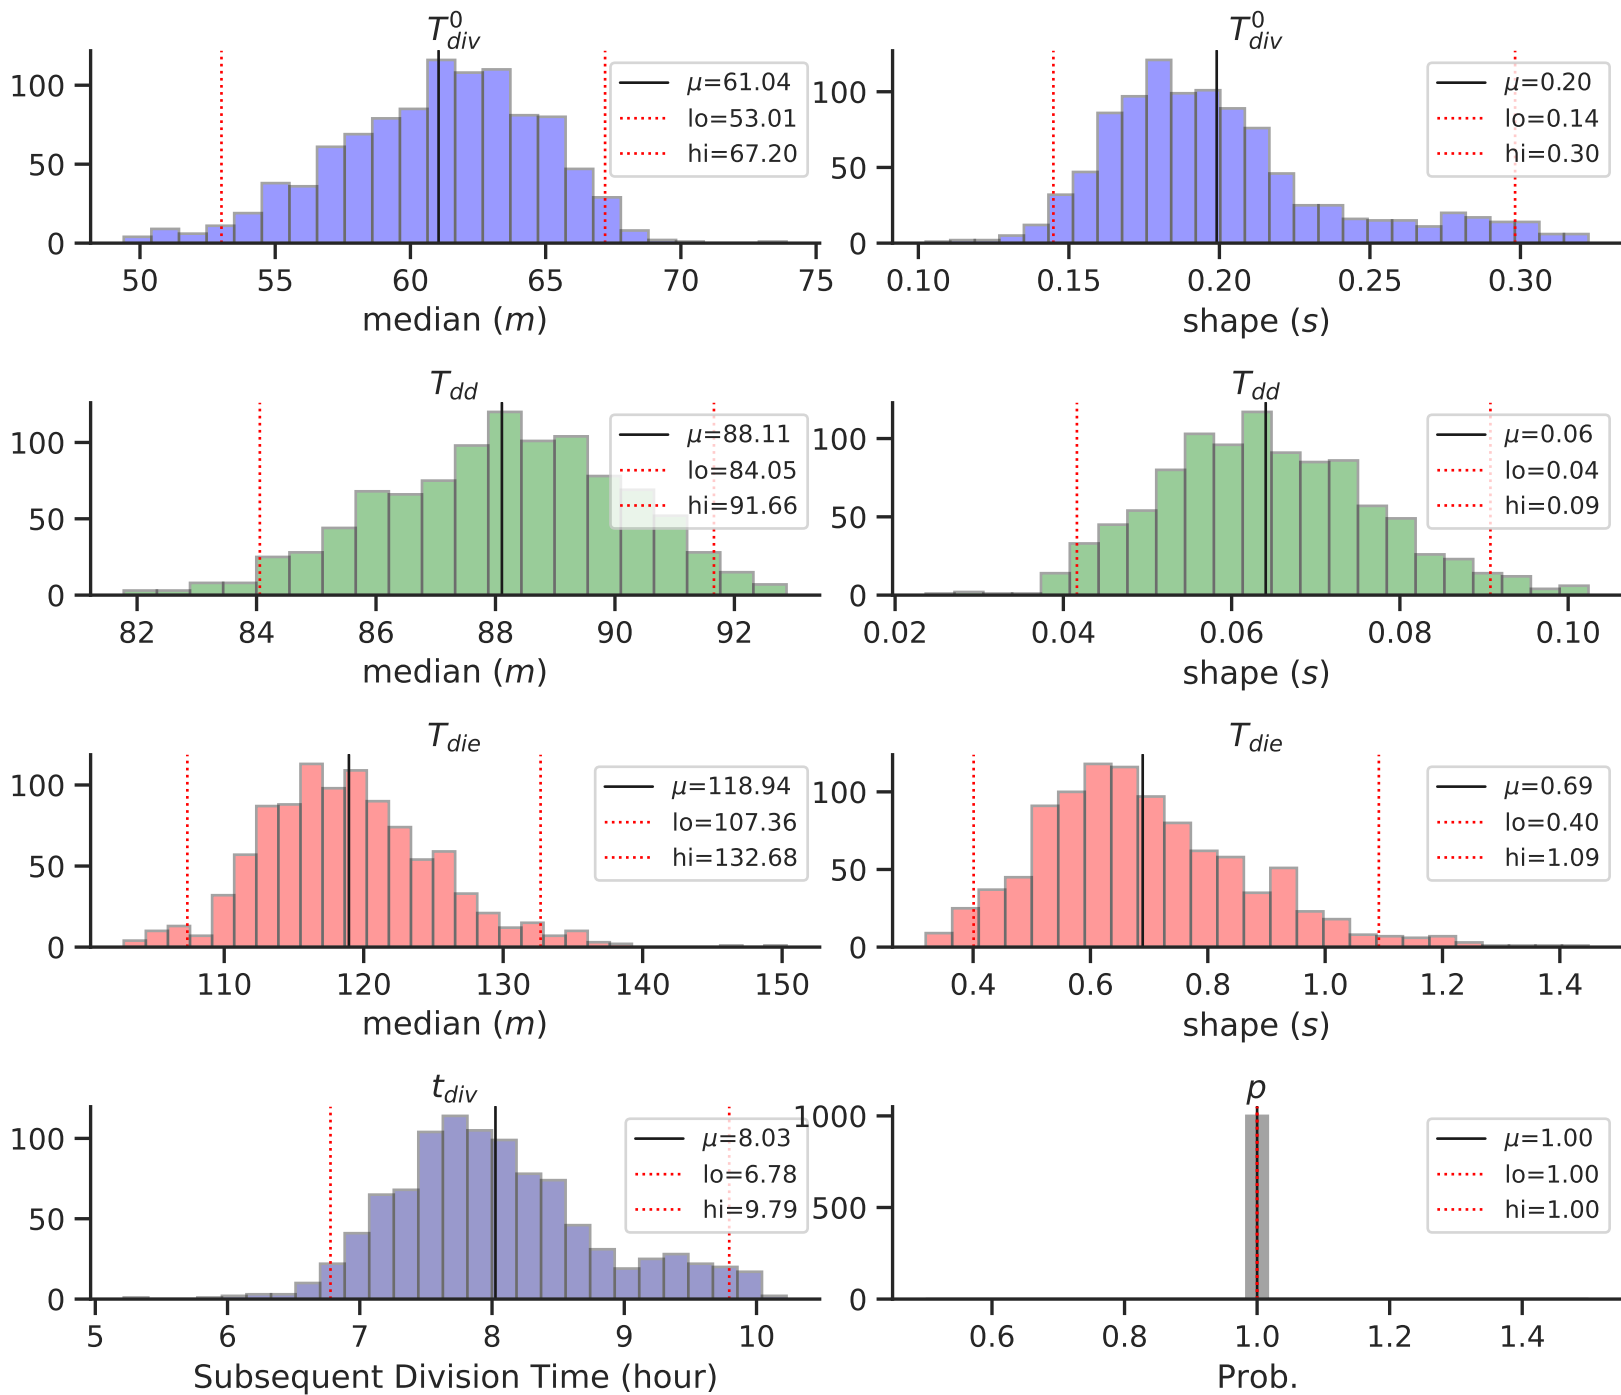 T⁰div
100
50
0
μ=61.04
lo=53.01
hi=67.20
50 55 60 65 70 75
median (m)
T⁰div
100
50
0
μ=0.20
lo=0.14
hi=0.30
0.10 0.15 0.20 0.25 0.30
shape (s)
Tdd
100
50
0
μ=88.11
lo=84.05
hi=91.66
82 84 86 88 90 92
median (m)
Tdd
100
50
0
μ=0.06
lo=0.04
hi=0.09
0.02 0.04 0.06 0.08 0.10
shape (s)
Tdie
100
50
0
μ=118.94
lo=107.36
hi=132.68
110 120 130 140 150
median (m)
Tdie
100
50
0
μ=0.69
lo=0.40
hi=1.09
0.4 0.6 0.8 1.0 1.2 1.4
shape (s)
tdiv
100
50
0
μ=8.03
lo=6.78
hi=9.79
5 6 7 8 9 10
Subsequent Division Time (hour)
p
1000
500
0
μ=1.00
lo=1.00
hi=1.00
0.6 0.8 1.0 1.2 1.4
Prob.